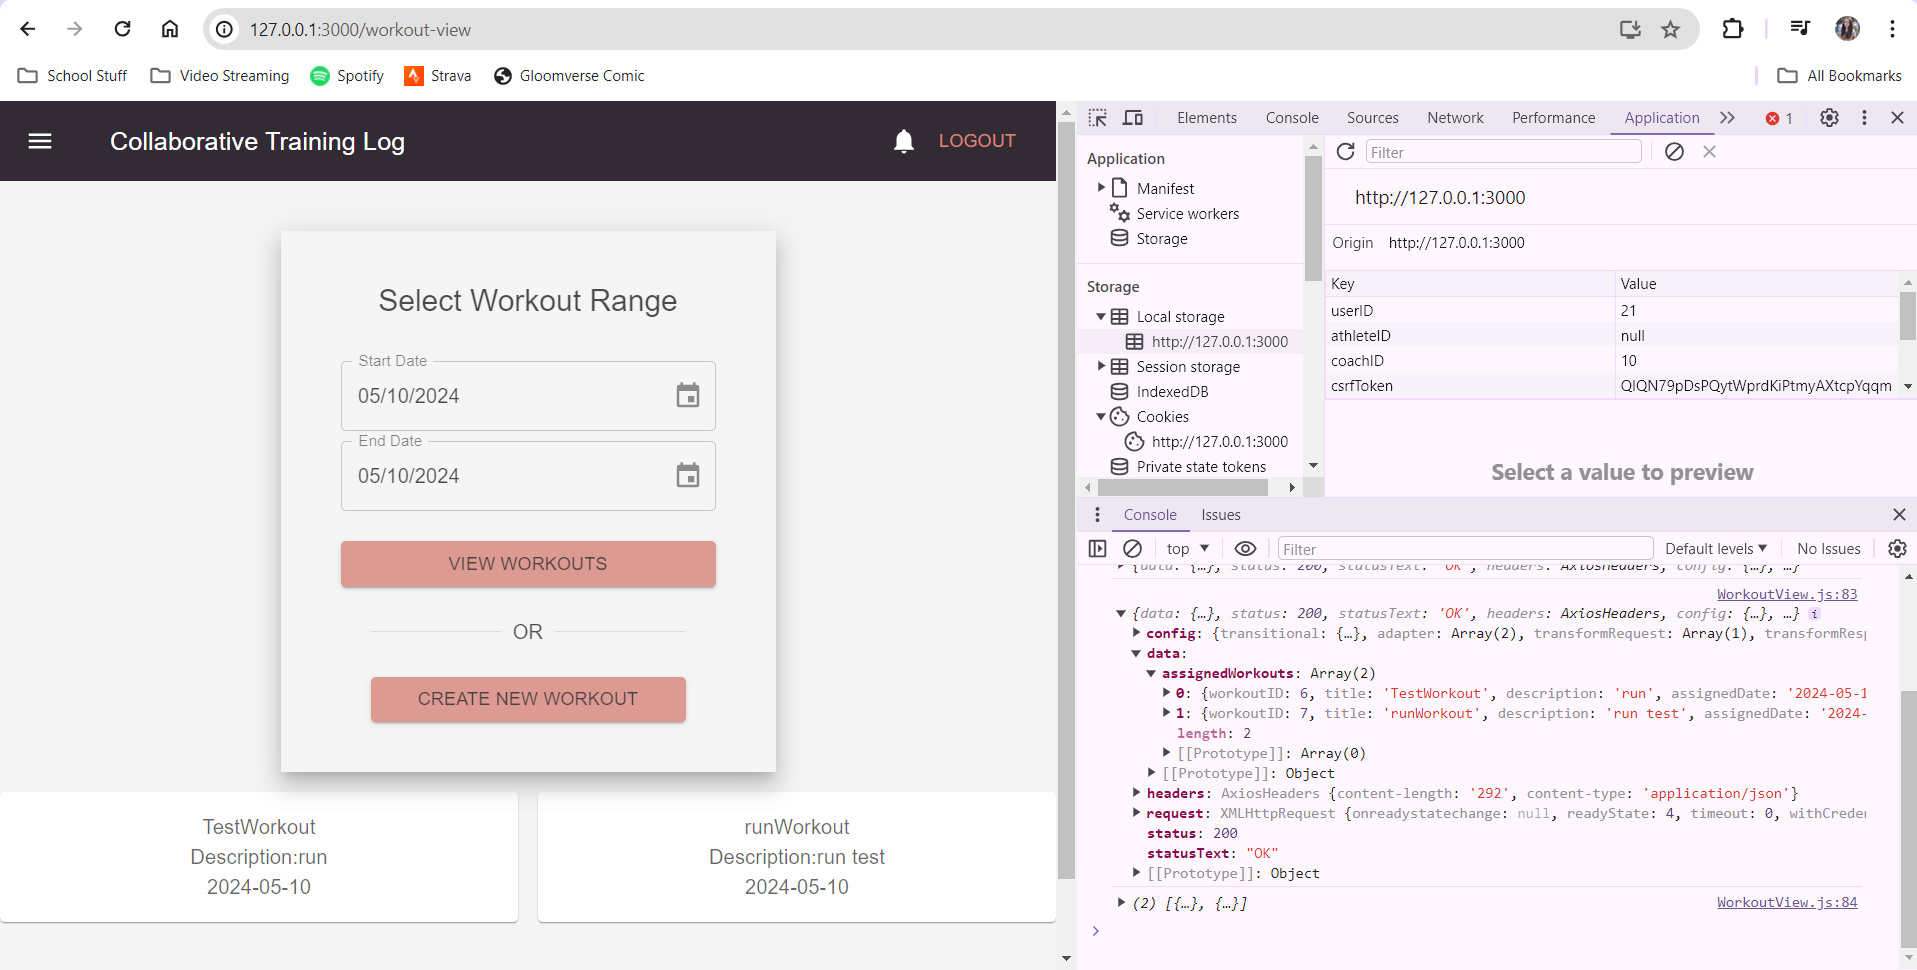 127.0.0.1:3000/workout-view
School Stuff Video Streaming Spotify Strava Gloomverse Comic All Bookmarks
Collaborative Training Log LOGOUT
Select Workout Range
Start Date
05/10/2024
End Date
05/10/2024
VIEW WORKOUTS
OR
CREATE NEW WORKOUT
TestWorkout
Description:run
2024-05-10
runWorkout
Description:run test
2024-05-10
Elements Console Sources Network Performance Application 1
Application
Manifest
Service workers
Storage
Storage
Local storage
http://127.0.0.1:3000
Session storage
IndexedDB
Cookies
http://127.0.0.1:3000
Private state tokens
Filter
http://127.0.0.1:3000
Origin http://127.0.0.1:3000
Key Value
userID 21
athleteID null
coachID 10
csrfToken QIQN79pDsPQytWprdKiPtmyAXtcpYqqm
Select a value to preview
Console Issues
top Filter Default levels No Issues
{data: {…}, status: 200, statusText: 'OK', headers: AxiosHeaders, config: {…}, …}
WorkoutView.js:83
{data: {…}, status: 200, statusText: 'OK', headers: AxiosHeaders, config: {…}, …} i
config: {transitional: {…}, adapter: Array(2), transformRequest: Array(1), transformResp
data:
assignedWorkouts: Array(2)
0: {workoutID: 6, title: 'TestWorkout', description: 'run', assignedDate: '2024-05-1
1: {workoutID: 7, title: 'runWorkout', description: 'run test', assignedDate: '2024-
length: 2
[[Prototype]]: Array(0)
[[Prototype]]: Object
headers: AxiosHeaders {content-length: '292', content-type: 'application/json'}
request: XMLHttpRequest {onreadystatechange: null, readyState: 4, timeout: 0, withCreden
status: 200
statusText: "OK"
[[Prototype]]: Object
(2) [{…}, {…}] WorkoutView.js:84